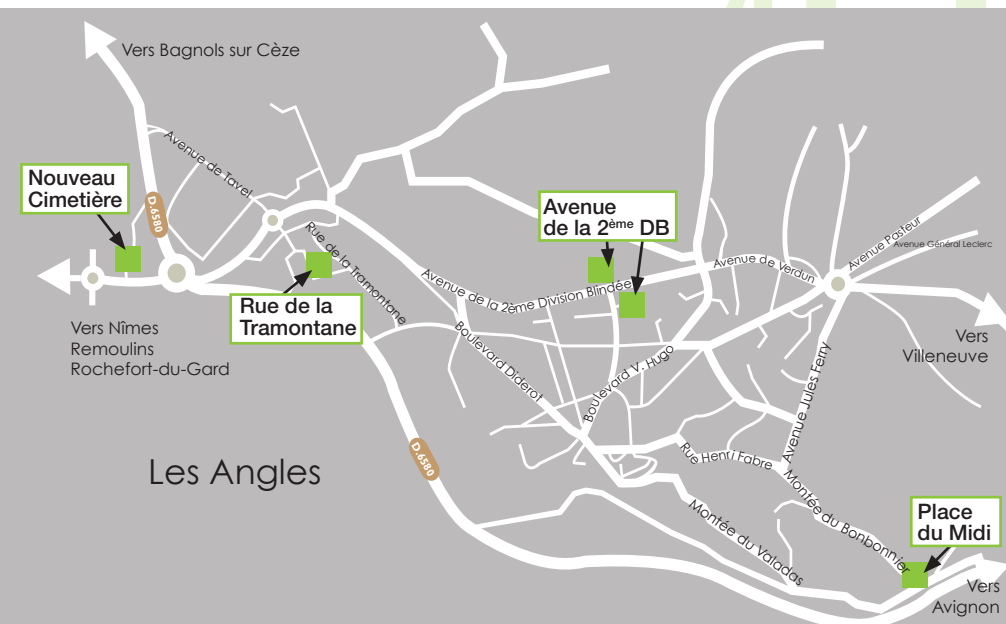 Vers Bagnols sur Cèze
Avenue de Tavel
Nouveau
Cimetière
D.6580
Avenue
de la 2ème DB
Rue de la Tramontane
Avenue Pasteur
Avenue Général Leclerc
Avenue de Verdun
Avenue de la 2ème Division Blindée
Rue de la
Tramontane
Vers Nîmes
Remoulins
Rochefort-du-Gard
Boulevard Diderot
Boulevard V. Hugo
Vers
Villeneuve
Avenue Jules Ferry
D.6580
Les Angles
Rue Henri Fabre
Montée du Bonbonnier
Montée du Valadas
Place
du Midi
Vers
Avignon